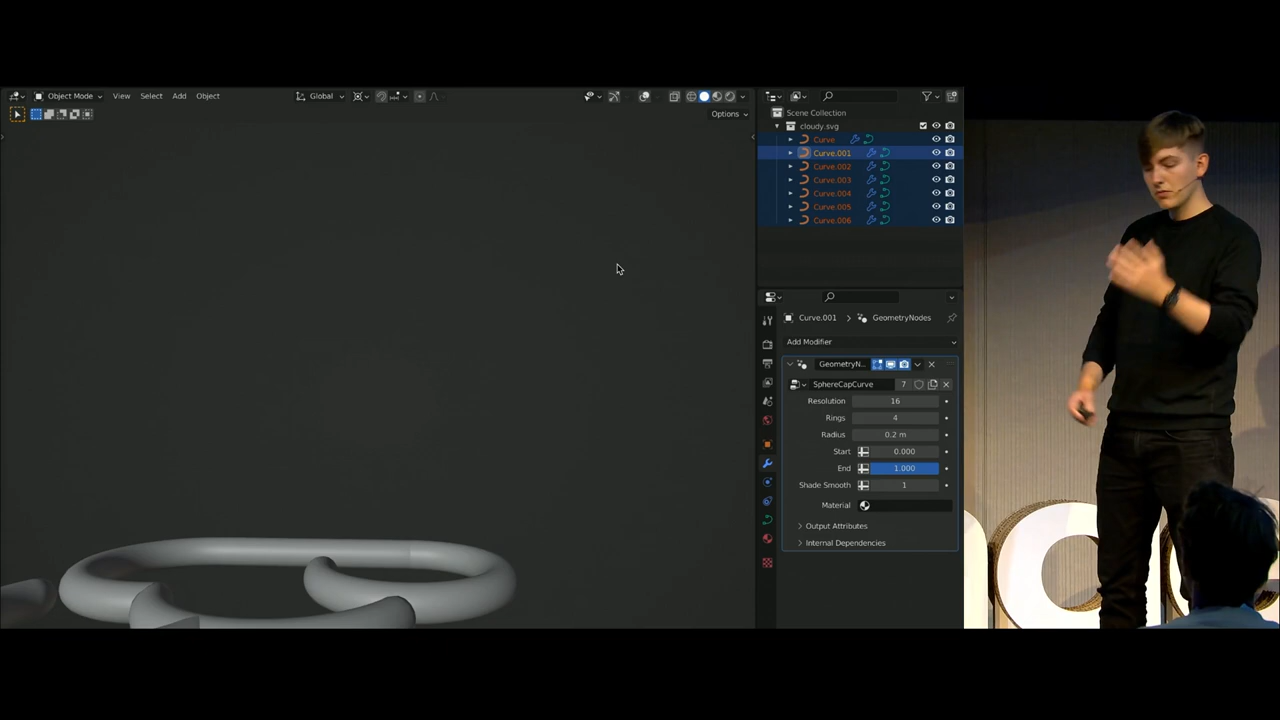 Object Mode View Select Add Object Global
Options
Scene Collection
cloudy.svg
Curve
Curve.001
Curve.002
Curve.003
Curve.004
Curve.005
Curve.006
Curve.001 GeometryNodes
Add Modifier
GeometryN...
SphereCapCurve 7
Resolution 16
Rings 4
Radius 0.2 m
Start 0.000
End 1.000
Shade Smooth 1
Material
Output Attributes
Internal Dependencies